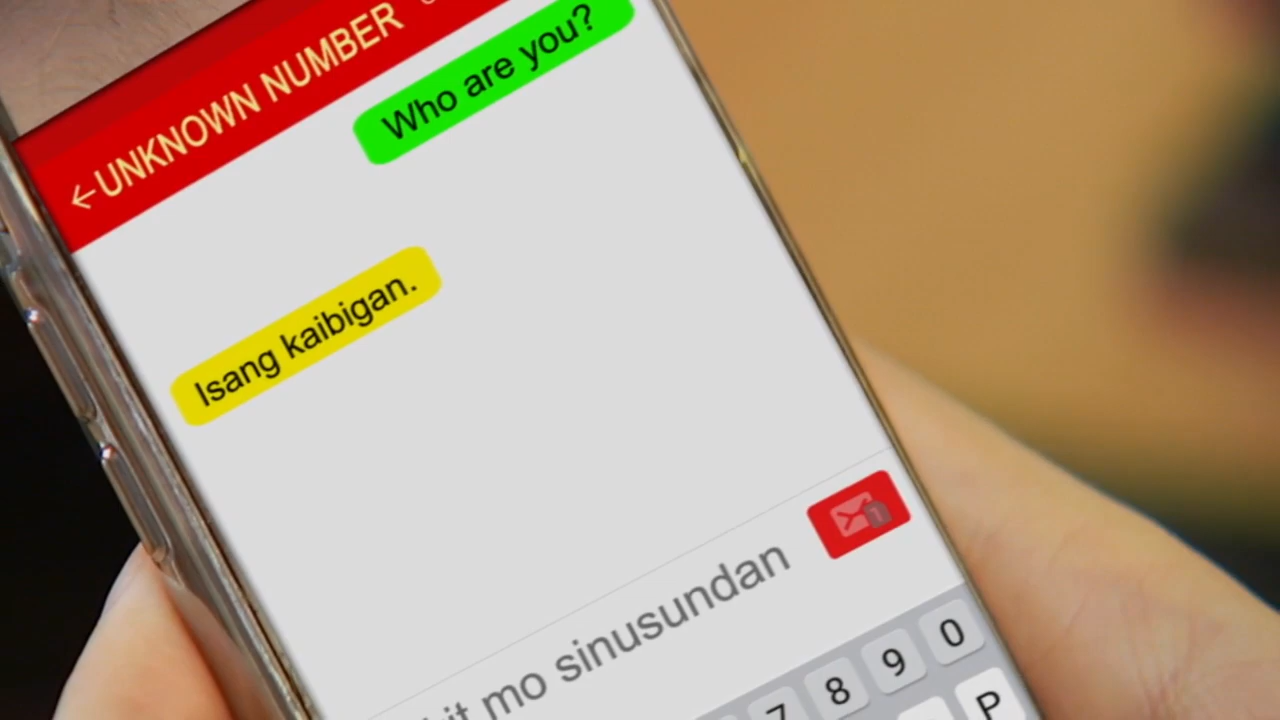 ←UNKNOWN NUMBER
Who are you?
Isang kaibigan.
mo sinusundan
7 8 9 0
P